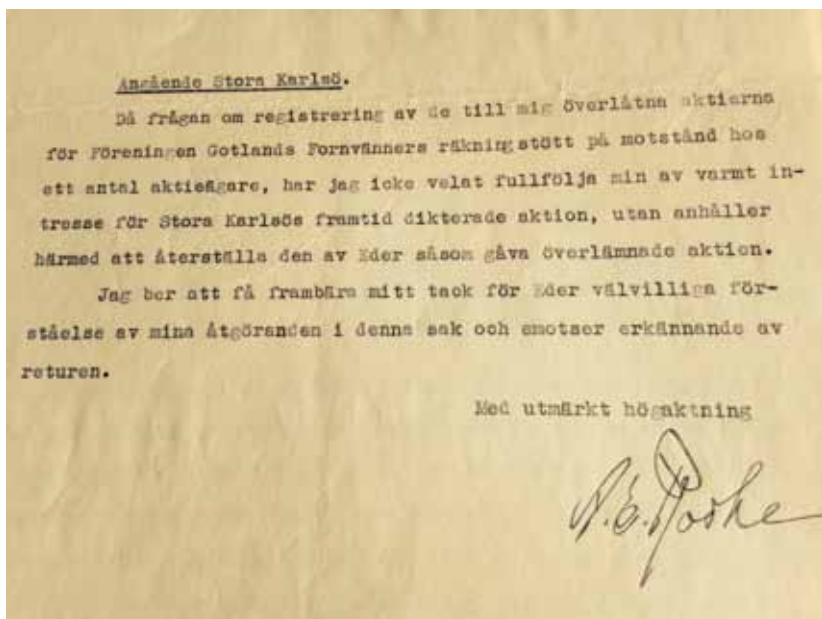 Angående Stora Karlsö.
Då frågan om registrering av de till mig överlåtna aktierna
för Föreningen Gotlands Fornvänners räkning stött på motstånd hos
ett antal aktieägare, har jag icke velat fullfölja min av varmt in-
tresse för Stora Karlsös framtid dikterade aktion, utan anhåller
härmed att återställa den av Eder såsom gåva överlämnade aktien.
Jag ber att få frambära mitt tack för Eder välvilliga för-
ståelse av mina åtgöranden i denna sak och emotser erkännande av
returen.
Med utmärkt högaktning